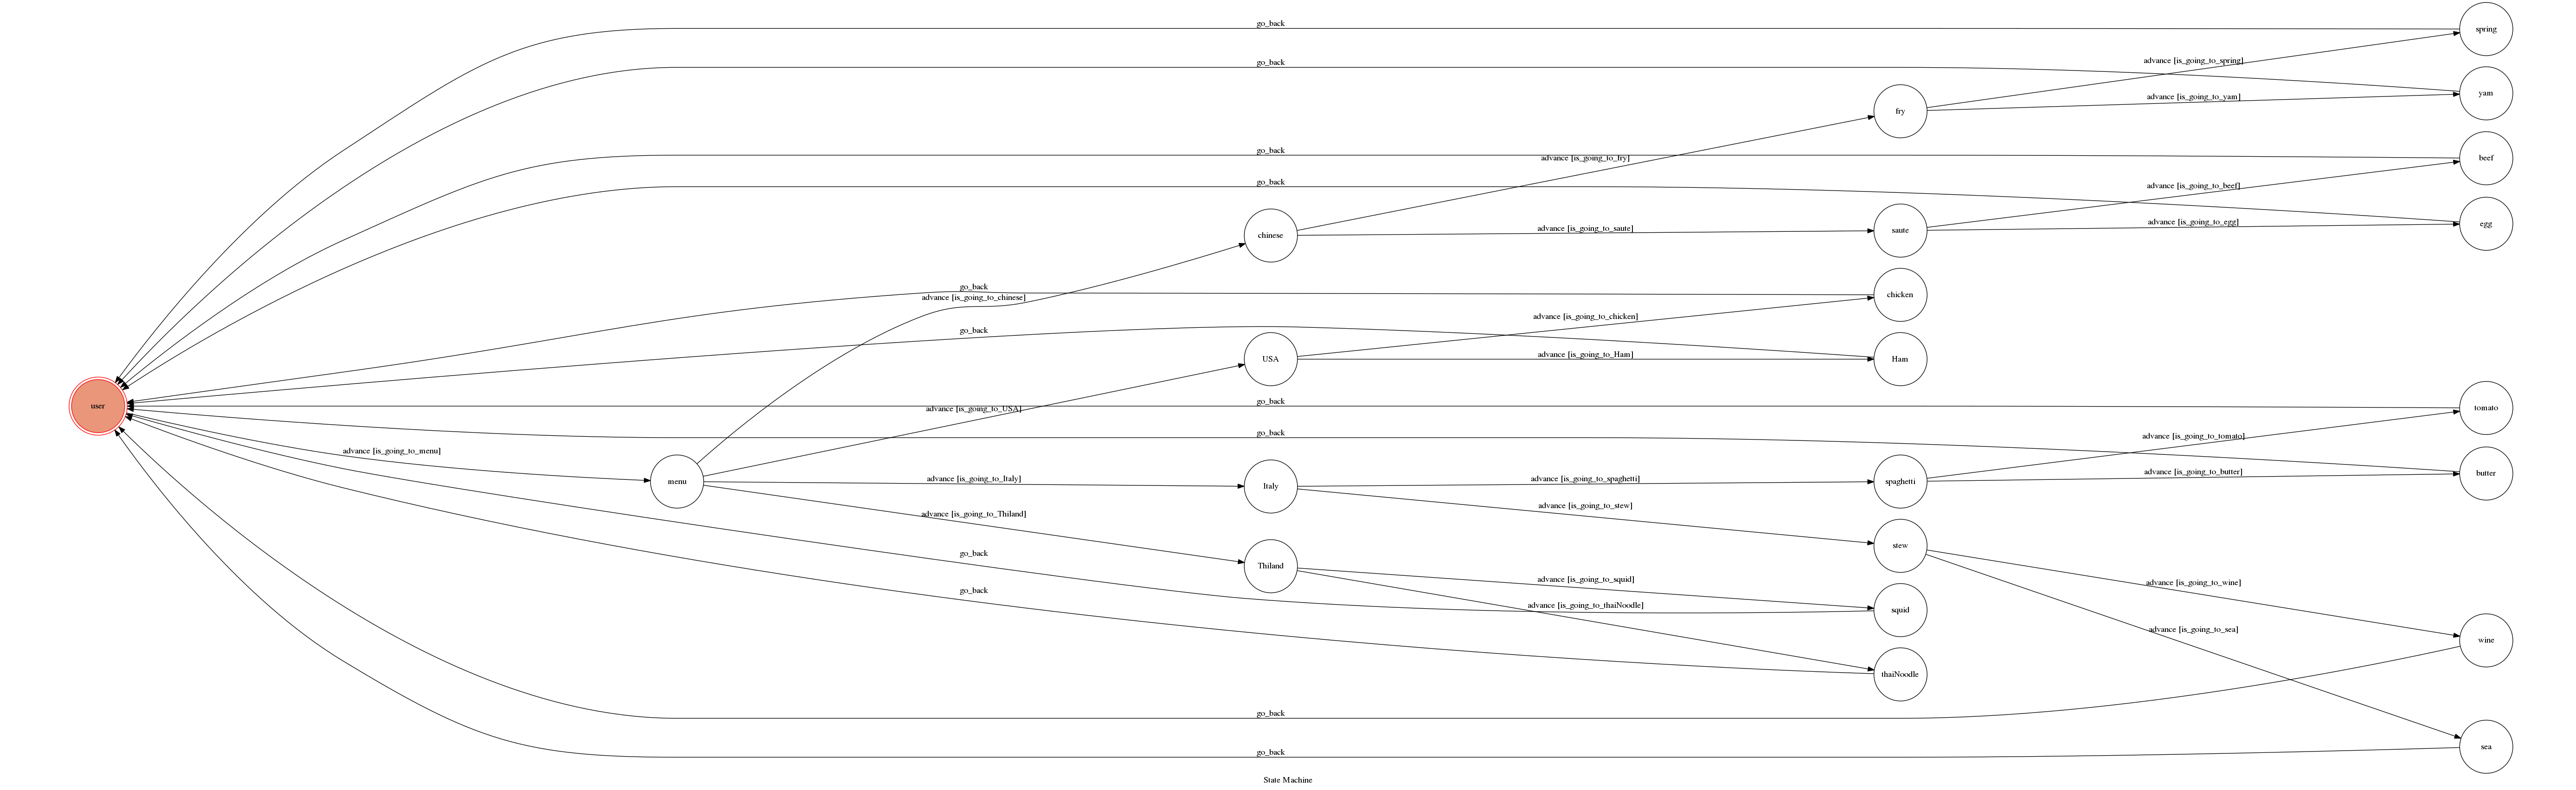 go_back
spring
advance [is_going_to_spring]
go_back
yam
advance [is_going_to_yam]
fry
go_back
advance [is_going_to_fry]
beef
go_back
advance [is_going_to_beef]
advance [is_going_to_egg]
egg
chinese
advance [is_going_to_saute]
saute
go_back
advance [is_going_to_chinese]
chicken
advance [is_going_to_chicken]
go_back
USA
advance [is_going_to_Ham]
Ham
user
go_back
advance [is_going_to_USA]
tomato
go_back
advance [is_going_to_tomato]
advance [is_going_to_menu]
menu
advance [is_going_to_Italy]
Italy
advance [is_going_to_spaghetti]
spaghetti
advance [is_going_to_butter]
butter
advance [is_going_to_stew]
advance [is_going_to_Thiland]
stew
go_back
Thiland
advance [is_going_to_squid]
advance [is_going_to_wine]
go_back
advance [is_going_to_thaiNoodle]
squid
advance [is_going_to_sea]
wine
thaiNoodle
go_back
go_back
sea
State Machine